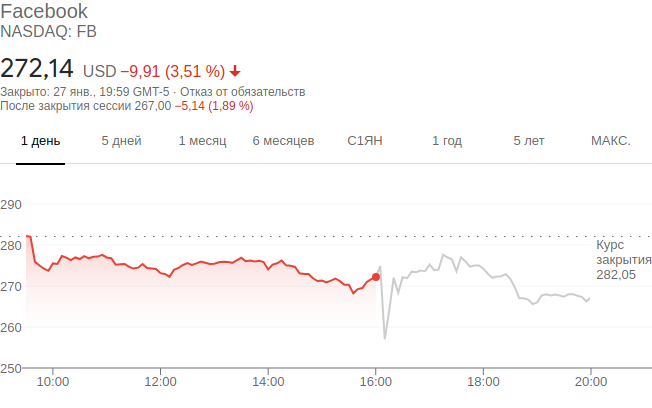 Facebook
NASDAQ: FB
272,14 USD −9,91 (3,51 %)
Закрыто: 27 янв., 19:59 GMT-5 · Отказ от обязательств
После закрытия сессии 267,00 −5,14 (1,89 %)
1 день 5 дней 1 месяц 6 месяцев С1ЯН 1 год 5 лет МАКС.
290
280
270
260
250
Курс
закрытия
282,05
10:00 12:00 14:00 16:00 18:00 20:00